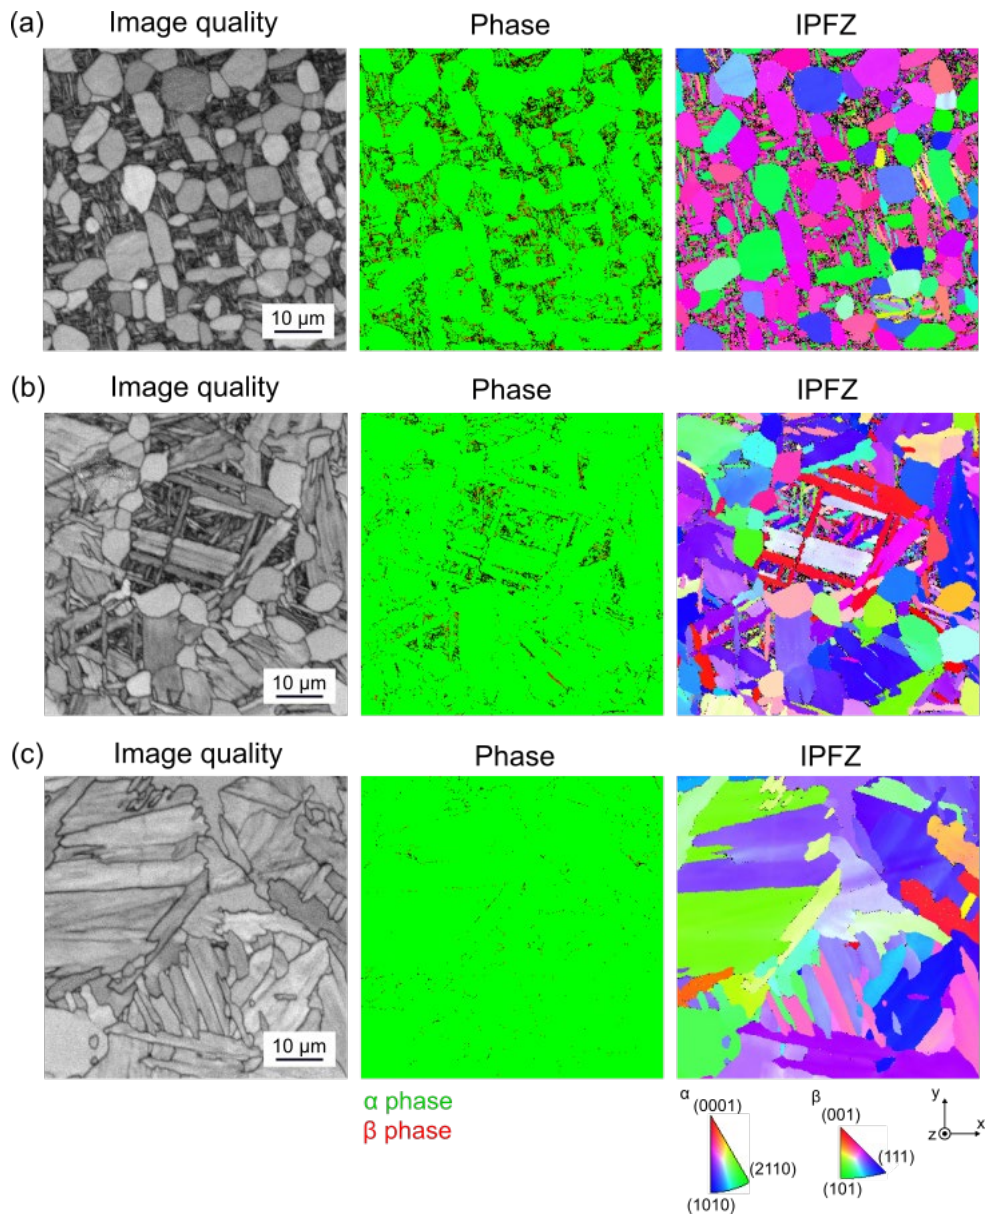 (a) Image quality Phase IPFZ
10 µm
(b) Image quality Phase IPFZ
10 µm
(c) Image quality Phase IPFZ
10 µm
α phase
β phase
α
(0001)
(2110)
(1010)
β
(001)
(111)
(101)
y
z x